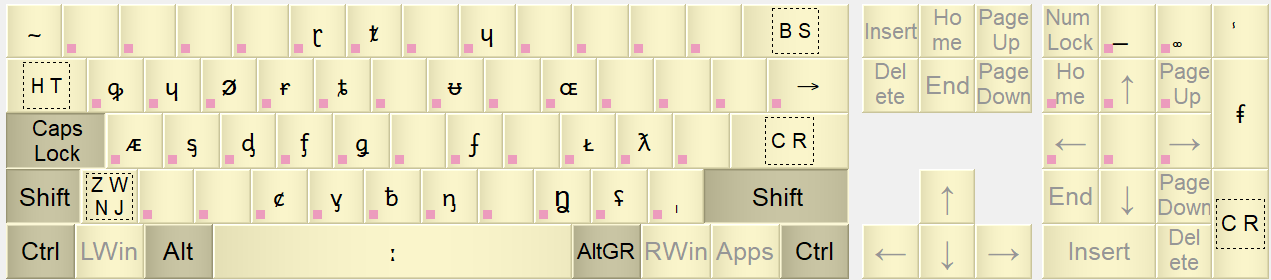 ~ ɽ ᵵ ɥ BS Insert Home Page Up Num Lock _ ʿ
HT ꝗ ɥ Ø ɍ ꞩ ʉ œ → Delete End Page Down Home ↑ Page Up ꞙ
Caps Lock æ ᶊ ᶁ ƒ ʛ ʄ ƚ ƛ CR ← →
Shift ZWNJ ȼ ƴ ƀ ŋ ꞑ ʕ ˌ Shift ↑ End ↓ Page Down CR
Ctrl LWin Alt : AltGR RWin Apps Ctrl ← ↓ → Insert Delete